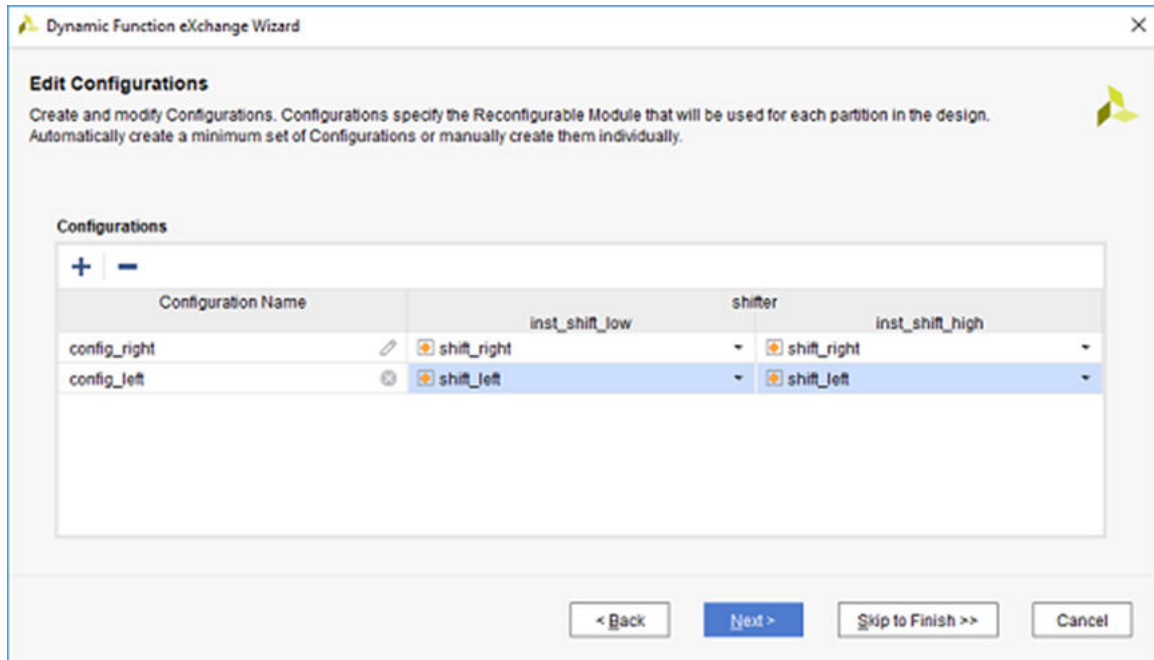 Dynamic Function eXchange Wizard
Edit Configurations
Create and modify Configurations. Configurations specify the Reconfigurable Module that will be used for each partition in the design.
Automatically create a minimum set of Configurations or manually create them individually.
Configurations
Configuration Name shifter
inst_shift_low inst_shift_high
config_right shift_right shift_right
config_left shift_left shift_left
< Back Next > Skip to Finish >> Cancel